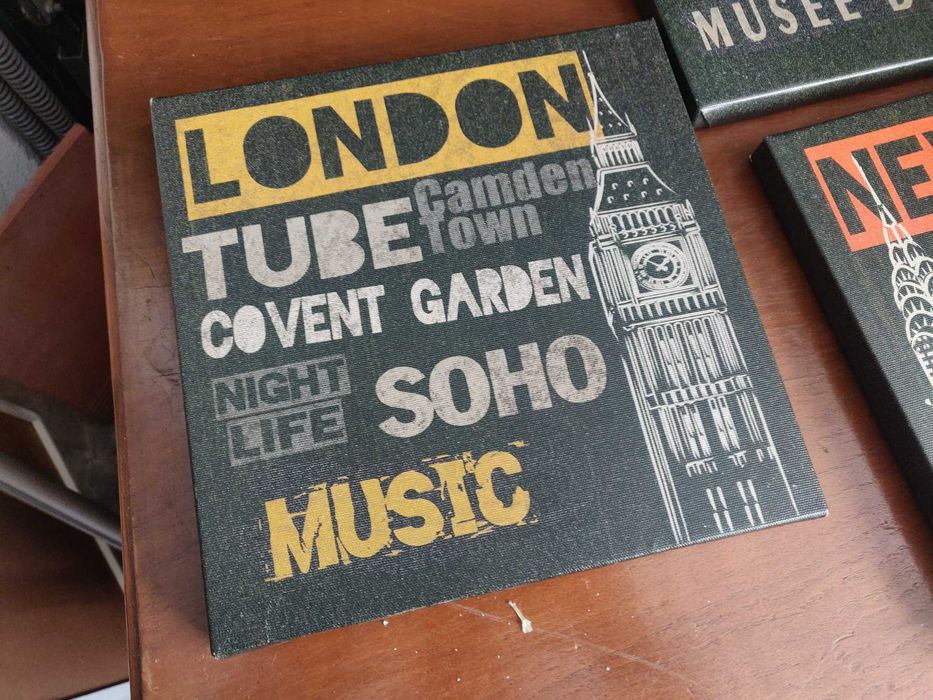 LONDON
TUBE
Camden
Town
COVENT GARDEN
NIGHT
LIFE
SOHO
MUSIC
MUSEE D
NE